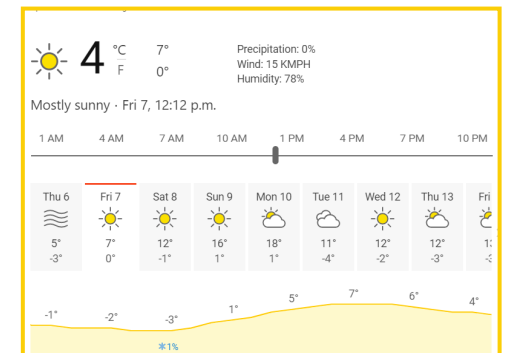 4 °C 7° Precipitation: 0%
F 0° Wind: 15 KMPH
Humidity: 78%
Mostly sunny · Fri 7, 12:12 p.m.
1 AM 4 AM 7 AM 10 AM 1 PM 4 PM 7 PM 10 PM
Thu 6 Fri 7 Sat 8 Sun 9 Mon 10 Tue 11 Wed 12 Thu 13 Fri
5° 7° 12° 16° 18° 11° 12° 12°
-3° 0° -1° 1° 1° -4° -2° -3°
-1° -2° -3° 1° 5° 7° 6° 4°
*1%